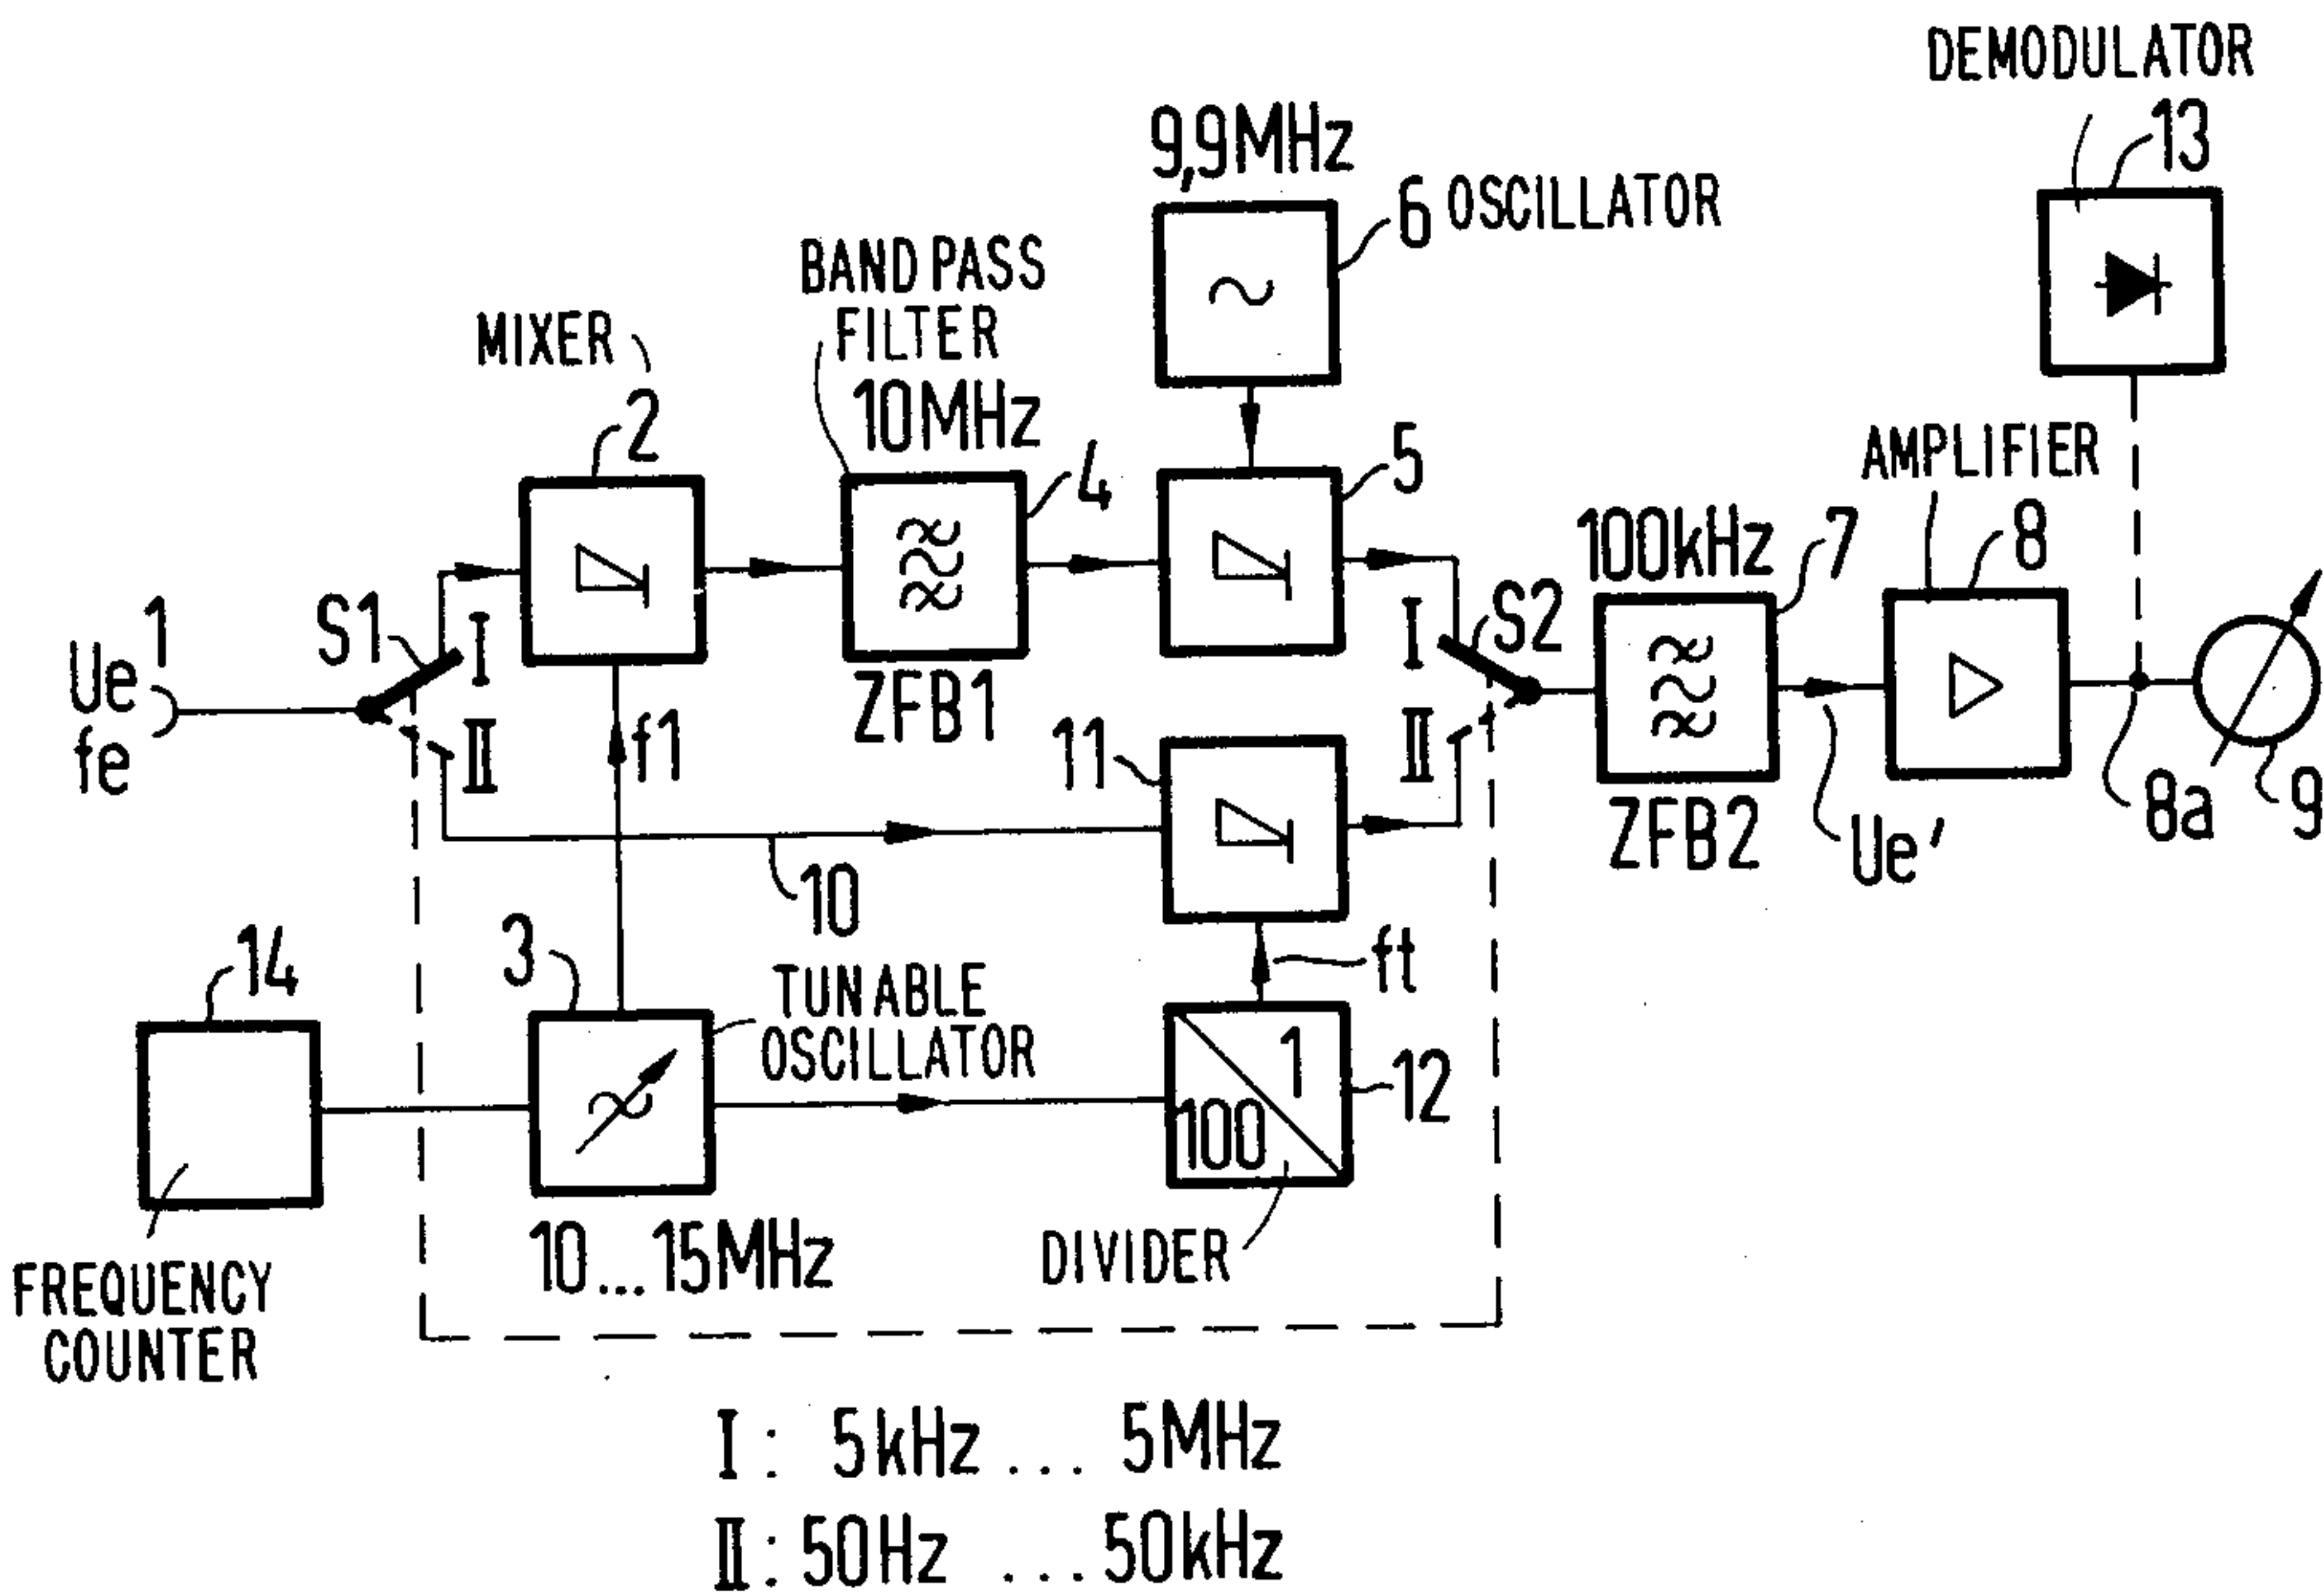 DEMODULATOR
13
9,9MHz
6 OSCILLATOR
BAND PASS
FILTER
10MHz
MIXER
2
4
5
AMPLIFIER
8
100kHz
7
1
Ue
fe
S1
I
II
f1
ZFB1
I
II
S2
11
ZFB2
Ue'
8a
9
10
14
3
TUNABLE
OSCILLATOR
ft
1
100
12
10...15MHz
DIVIDER
FREQUENCY
COUNTER
I: 5kHz ... 5MHz
II: 50Hz ... 50kHz